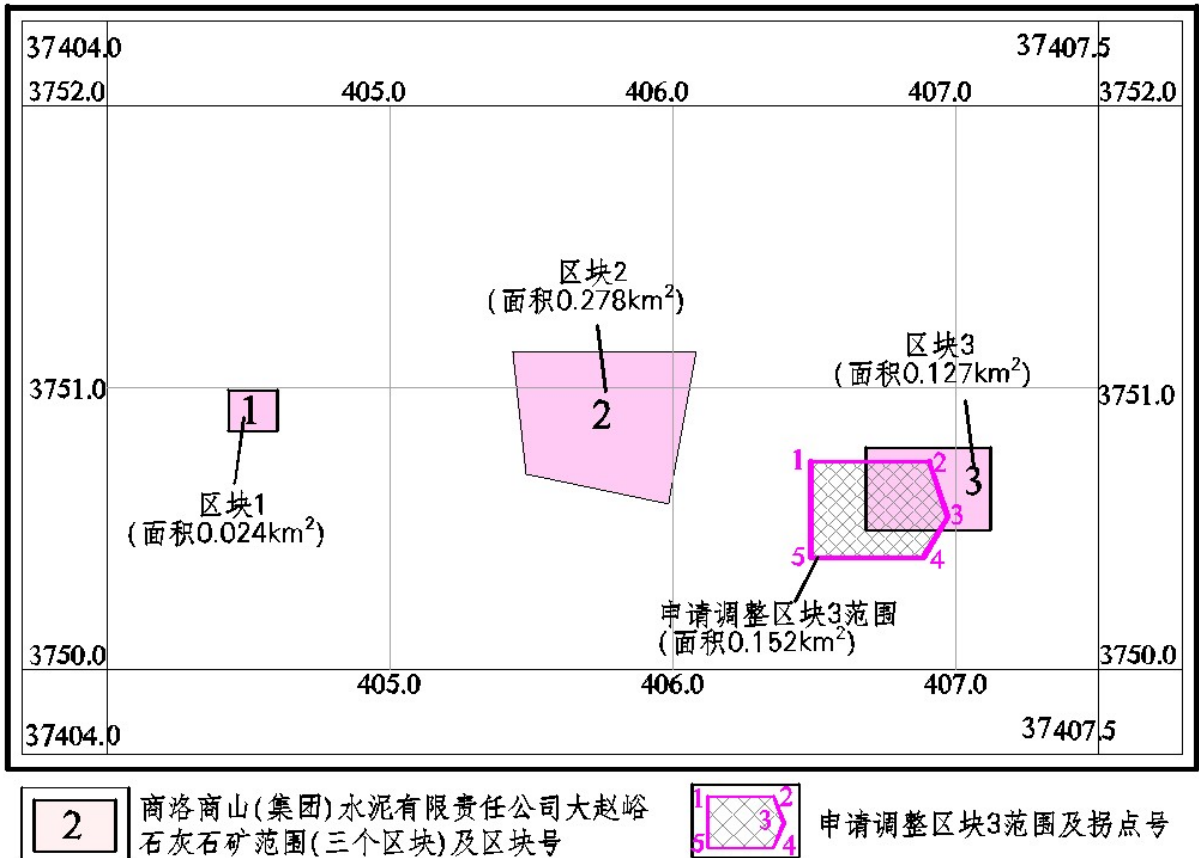 37404.0
37407.5
3752.0 405.0 406.0 407.0 3752.0
区块2
(面积0.278km²)
区块3
(面积0.127km²)
3751.0
3751.0
1
2
3
区块1
(面积0.024km²)
1
2
3
4
5
申请调整区块3范围
(面积0.152km²)
3750.0 3750.0
405.0 406.0 407.0
37404.0
37407.5
2
商洛商山(集团)水泥有限责任公司大赵峪
石灰石矿范围(三个区块)及区块号
1 2
3
5 4
申请调整区块3范围及拐点号